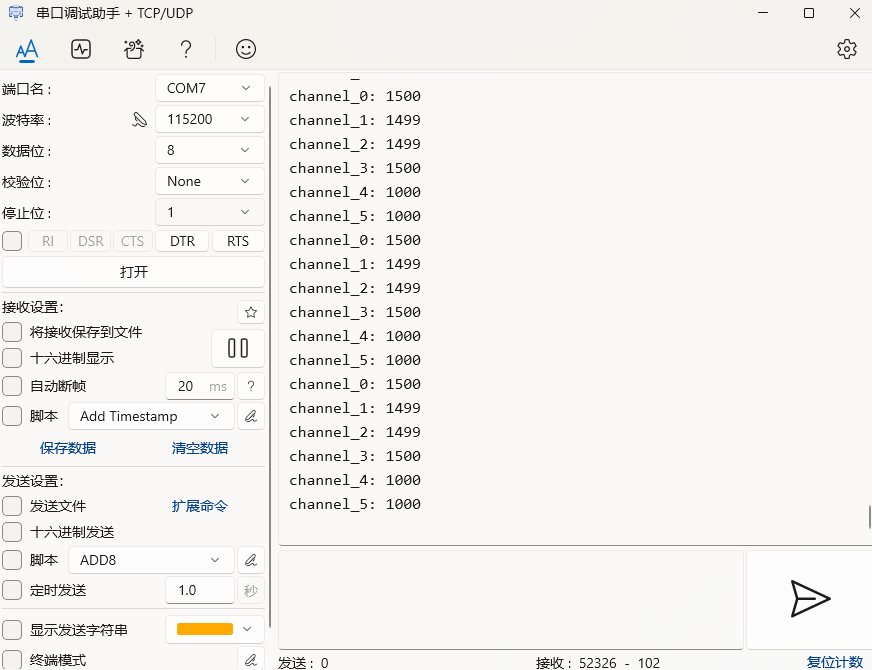 串口调试助手 + TCP/UDP
端口名 :
COM7
波特率 :
115200
数据位 :
8
校验位 :
None
停止位 :
1
RI DSR CTS DTR RTS
打开
接收设置:
将接收保存到文件
十六进制显示
自动断帧
20 ms ?
脚本
Add Timestamp
保存数据
清空数据
发送设置:
发送文件
扩展命令
十六进制发送
脚本
ADD8
定时发送
1.0 秒
显示发送字符串
终端模式
channel_0: 1500
channel_1: 1499
channel_2: 1499
channel_3: 1500
channel_4: 1000
channel_5: 1000
channel_0: 1500
channel_1: 1499
channel_2: 1499
channel_3: 1500
channel_4: 1000
channel_5: 1000
channel_0: 1500
channel_1: 1499
channel_2: 1499
channel_3: 1500
channel_4: 1000
channel_5: 1000
发送 : 0
接收 : 52326 - 102
复位计数